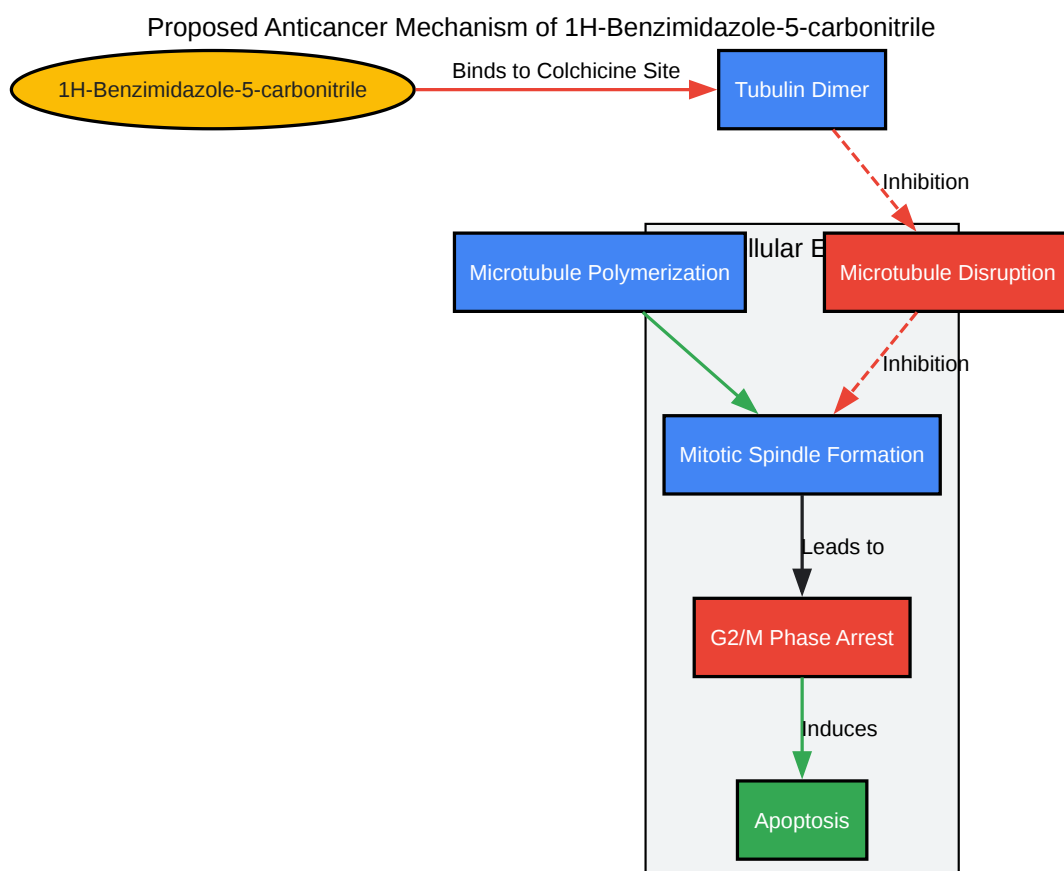 Proposed Anticancer Mechanism of 1H-Benzimidazole-5-carbonitrile
1H-Benzimidazole-5-carbonitrile
Binds to Colchicine Site
Tubulin Dimer
Inhibition
Microtubule Polymerization
Microtubule Disruption
Inhibition
Mitotic Spindle Formation
Leads to
G2/M Phase Arrest
Induces
Apoptosis